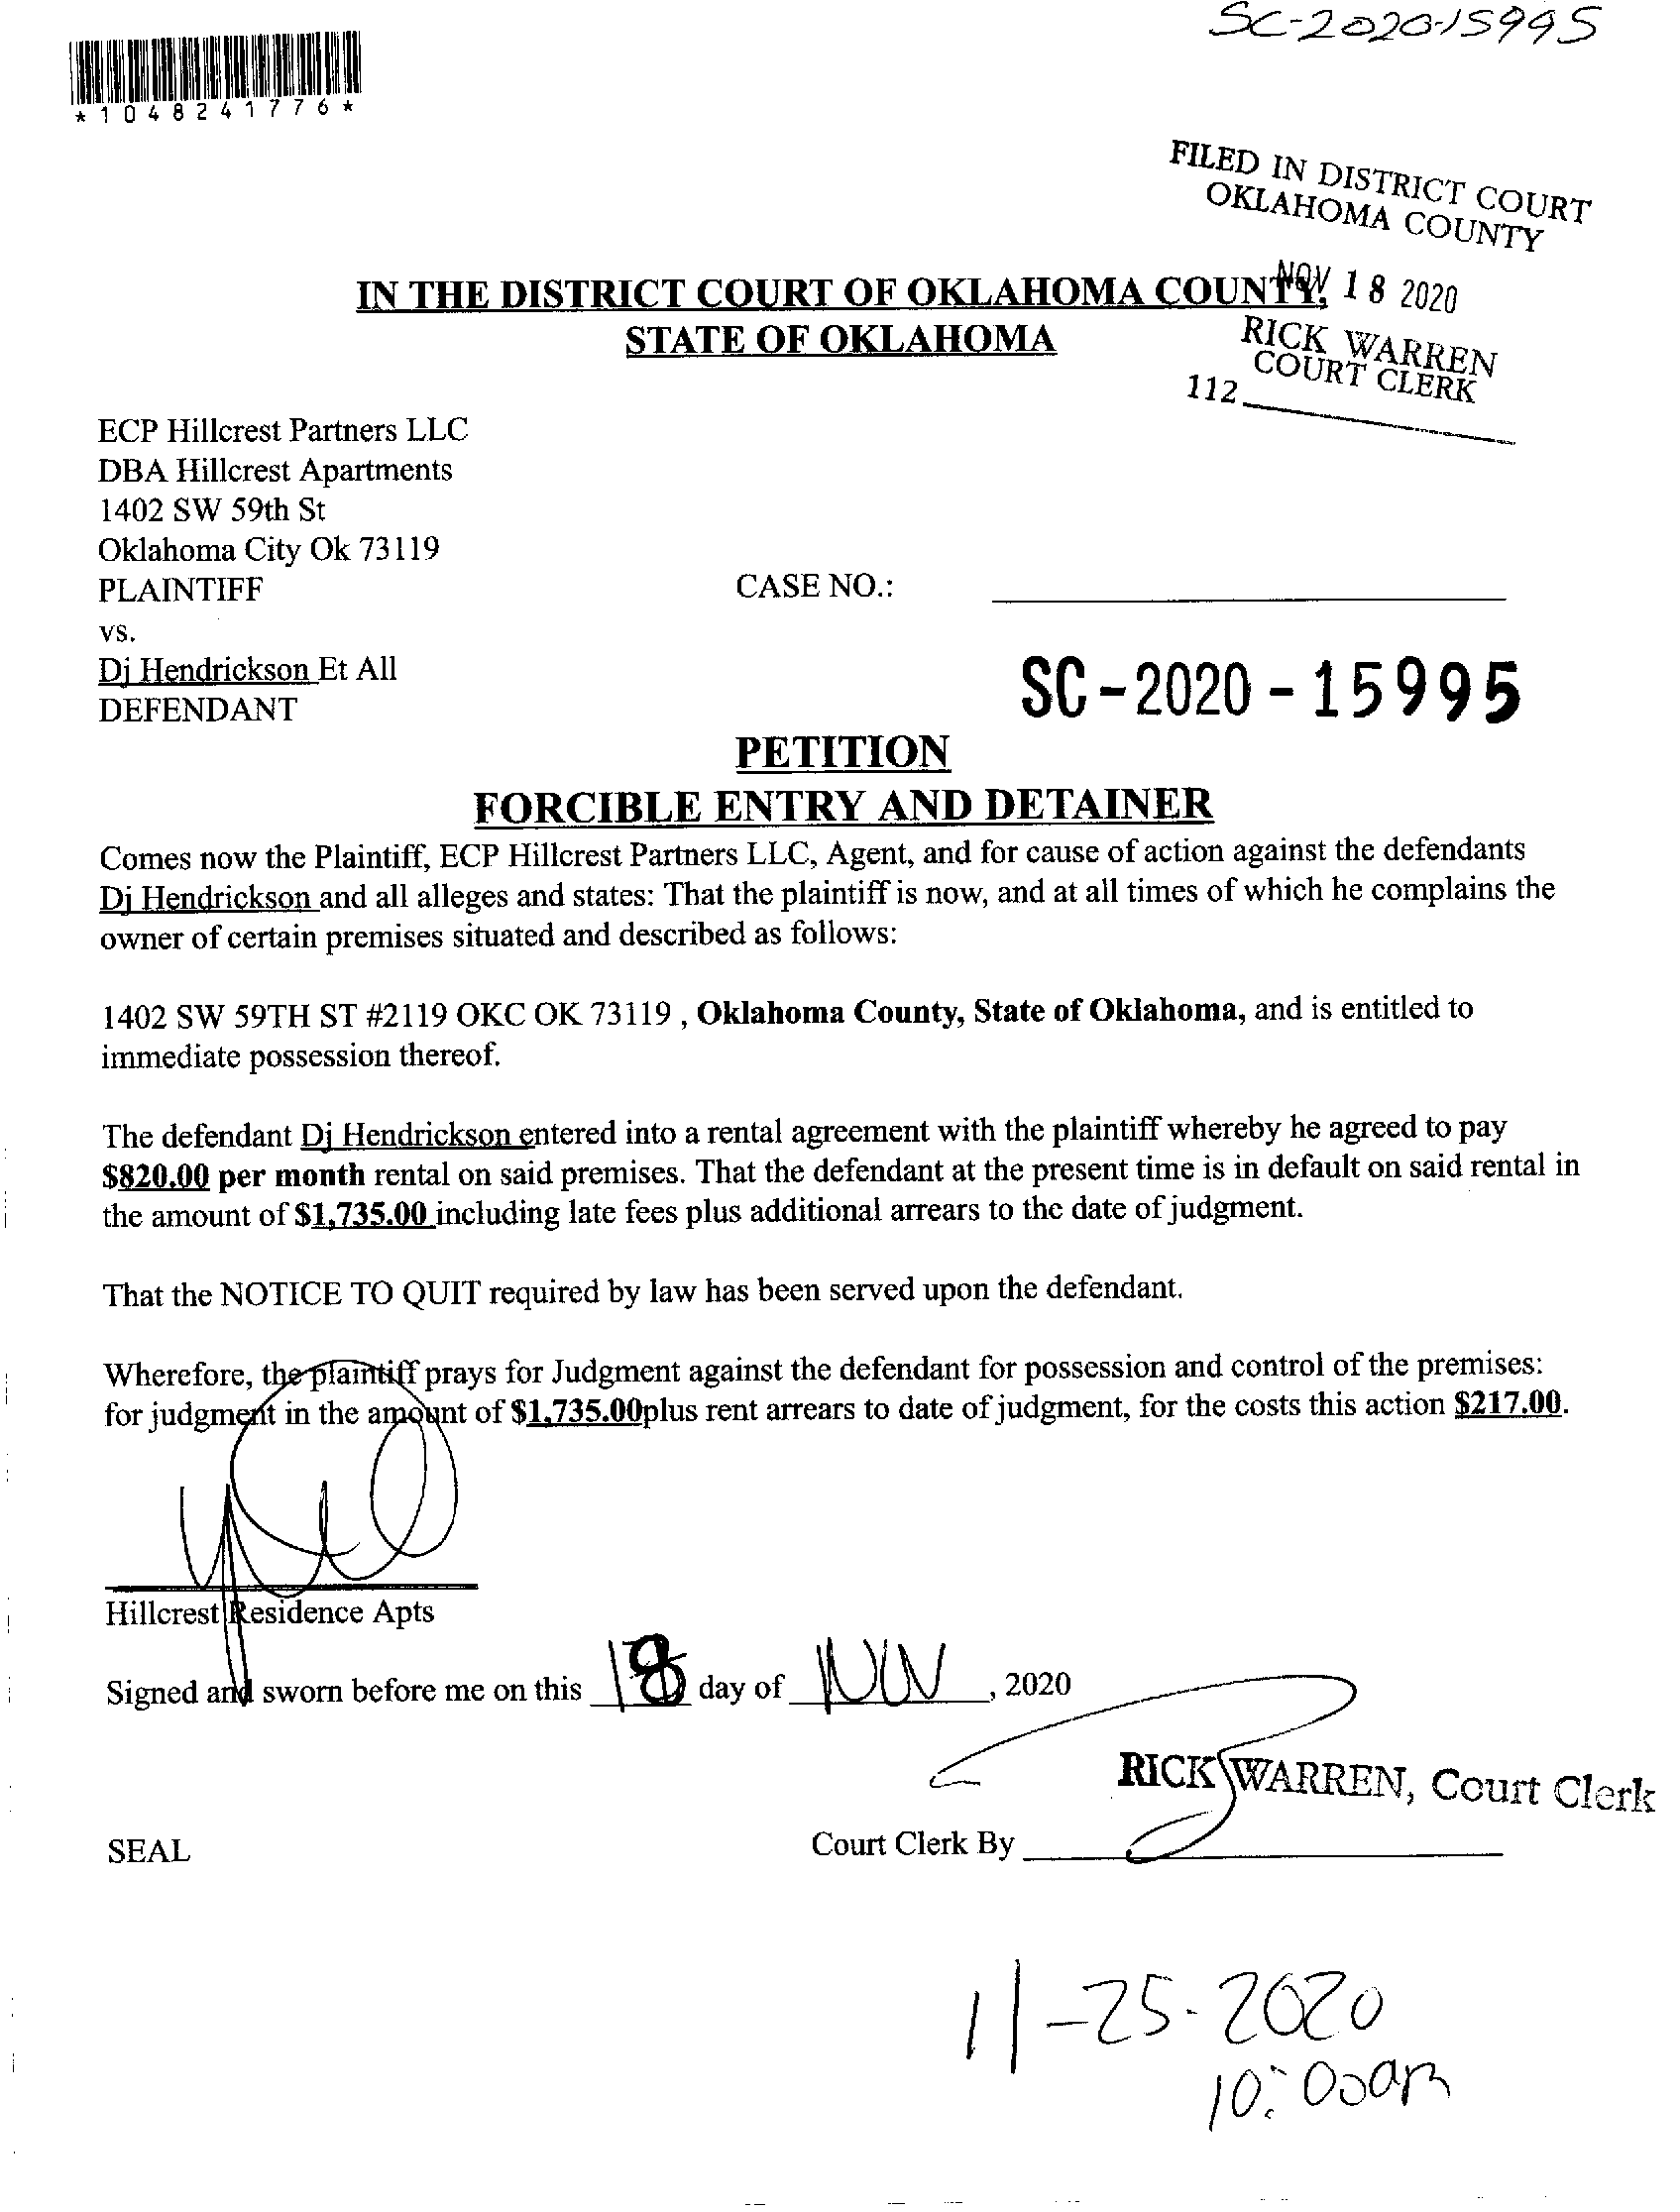 SC-2020-15995
*1048241776*
FILED IN DISTRICT COURT
OKLAHOMA COUNTY
NOV 18 2020
RICK WARREN
COURT CLERK
112
IN THE DISTRICT COURT OF OKLAHOMA COUNTY,
STATE OF OKLAHOMA
ECP Hillcrest Partners LLC
DBA Hillcrest Apartments
1402 SW 59th St
Oklahoma City Ok 73119
PLAINTIFF
CASE NO.:
vs.
Dj Hendrickson Et All
SC-2020-15995
DEFENDANT
PETITION
FORCIBLE ENTRY AND DETAINER
Comes now the Plaintiff, ECP Hillcrest Partners LLC, Agent, and for cause of action against the defendants
Dj Hendrickson and all alleges and states: That the plaintiff is now, and at all times of which he complains the
owner of certain premises situated and described as follows:
1402 SW 59TH ST #2119 OKC OK 73119 , Oklahoma County, State of Oklahoma, and is entitled to
immediate possession thereof.
The defendant Dj Hendrickson entered into a rental agreement with the plaintiff whereby he agreed to pay
$820.00 per month rental on said premises. That the defendant at the present time is in default on said rental in
the amount of $1,735.00 including late fees plus additional arrears to the date of judgment.
That the NOTICE TO QUIT required by law has been served upon the defendant.
Wherefore, the plaintiff prays for Judgment against the defendant for possession and control of the premises:
for judgment in the amount of $1,735.00plus rent arrears to date of judgment, for the costs this action $217.00.
Hillcrest Residence Apts
Signed and sworn before me on this 18 day of NOV, 2020
RICK WARREN, Court Clerk
SEAL
Court Clerk By
11-25-2020
10:00am